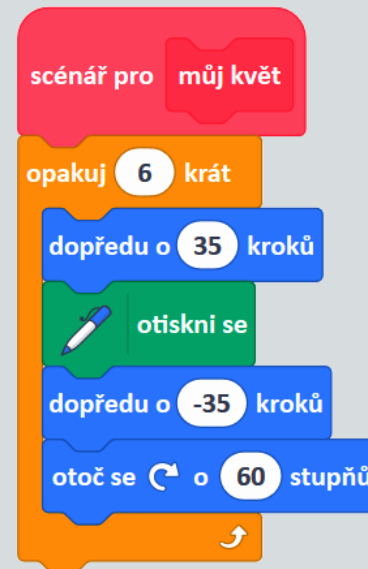 scénář pro můj květ
opakuj 6 krát
dopředu o 35 kroků
otiskni se
dopředu o -35 kroků
otoč se o 60 stupňů